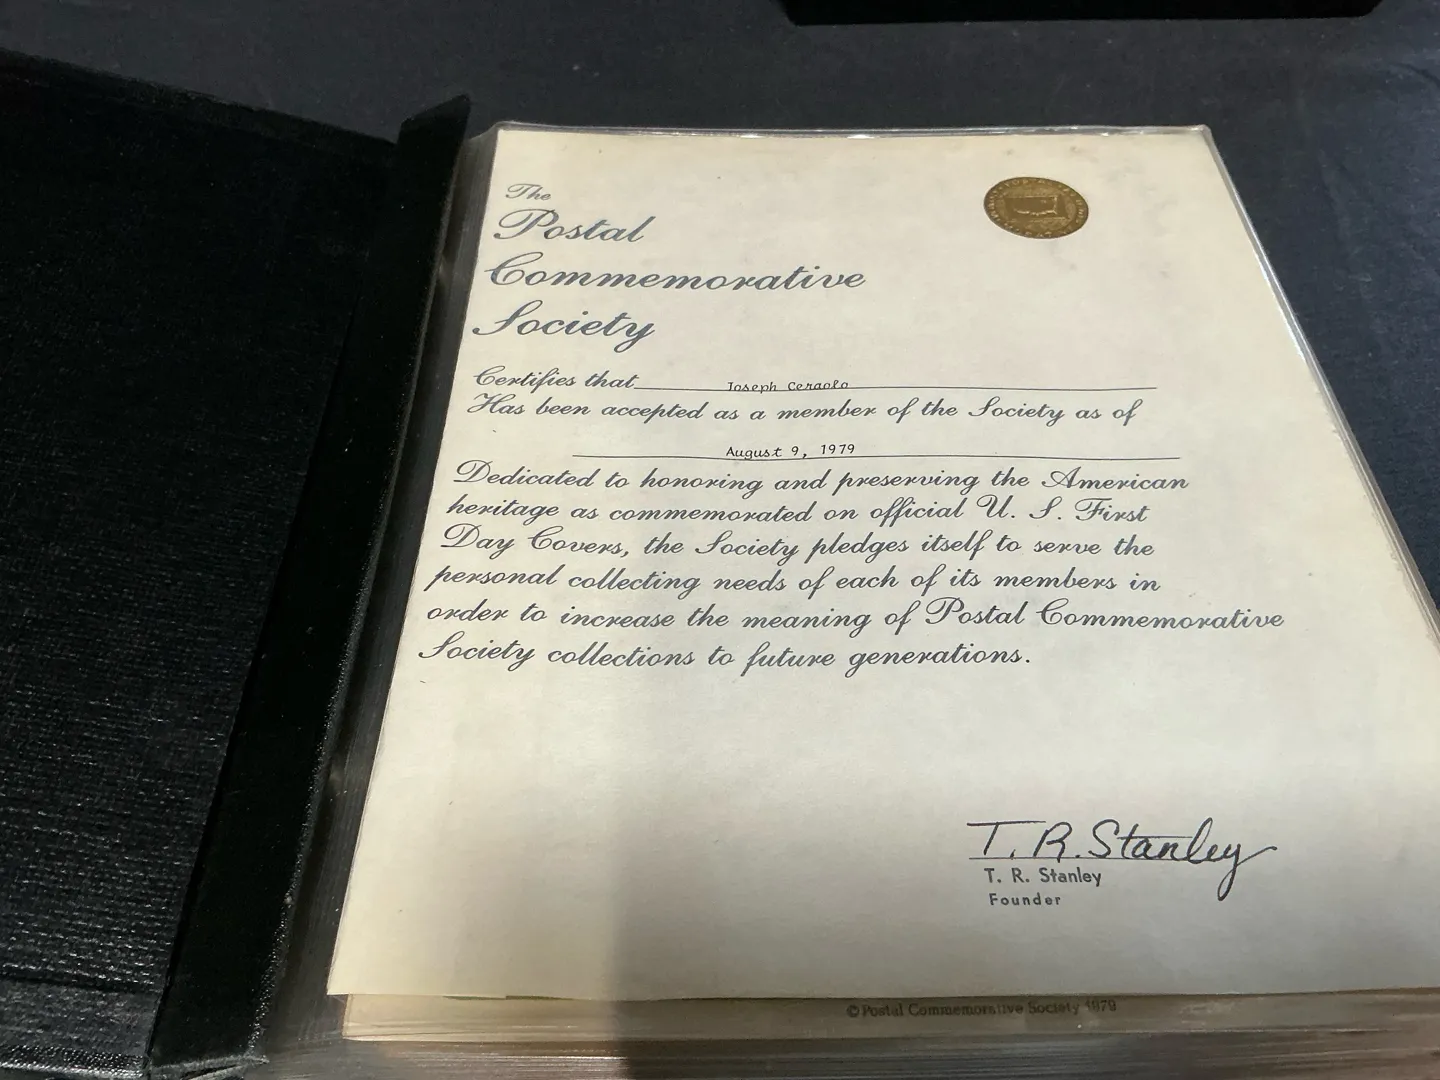 The
Postal
Commemorative
Society
Certifies that Joseph Ceraolo
Has been accepted as a member of the Society as of
August 9, 1979
Dedicated to honoring and preserving the American
heritage as commemorated on official U. S. First
Day Covers, the Society pledges itself to serve the
personal collecting needs of each of its members in
order to increase the meaning of Postal Commemorative
Society collections to future generations.
T. R. Stanley
T. R. Stanley
Founder
© Postal Commemorative Society 1979